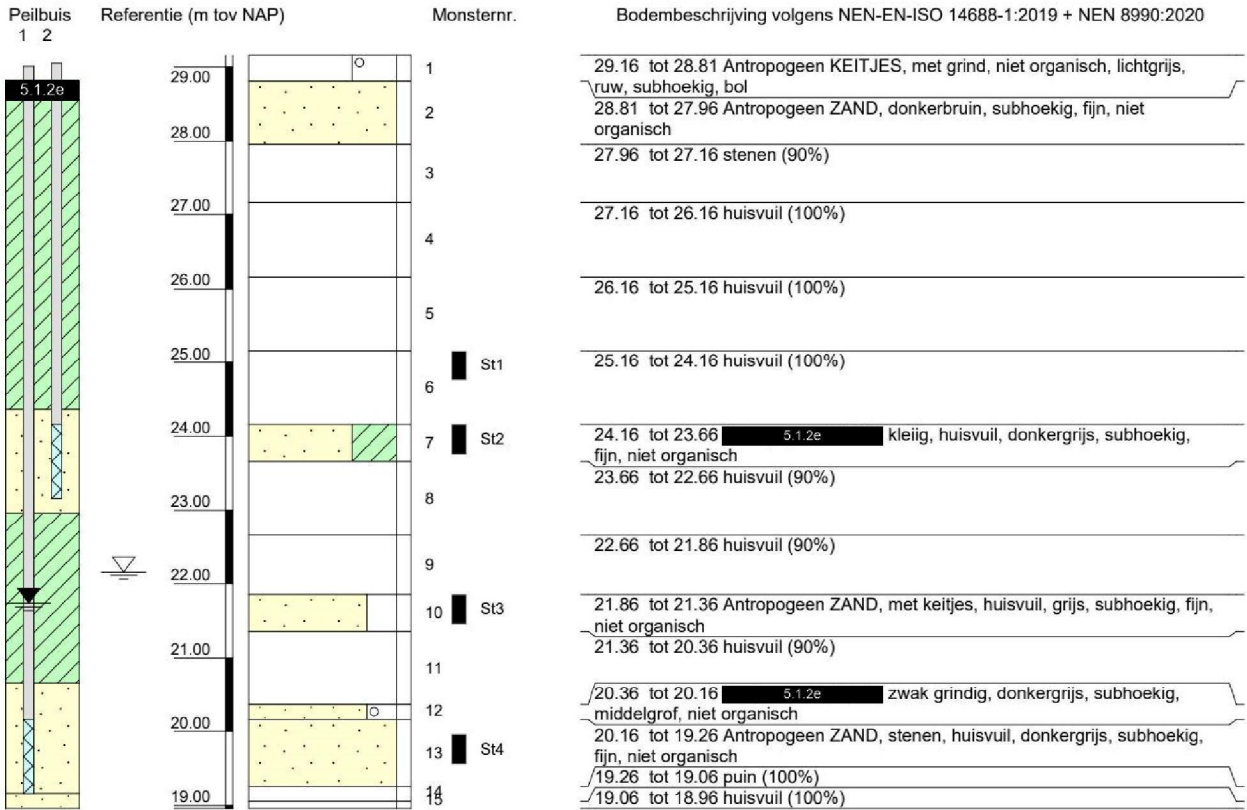 Peilbuis Referentie (m tov NAP) Monsternr. Bodembeschrijving volgens NEN-EN-ISO 14688-1:2019 + NEN 8990:2020
1 2
5.1.2e
29.00
28.00
27.00
26.00
25.00
24.00
23.00
22.00
21.00
20.00
19.00
1
2
3
4
5
6
7
8
9
10
11
12
13
14
15
St1
St2
St3
St4
29.16 tot 28.81 Antropogeen KEITJES, met grind, niet organisch, lichtgrijs,
ruw, subhoekig, bol
28.81 tot 27.96 Antropogeen ZAND, donkerbruin, subhoekig, fijn, niet
organisch
27.96 tot 27.16 stenen (90%)
27.16 tot 26.16 huisvuil (100%)
26.16 tot 25.16 huisvuil (100%)
25.16 tot 24.16 huisvuil (100%)
24.16 tot 23.66 5.1.2e kleiig, huisvuil, donkergrijs, subhoekig,
fijn, niet organisch
23.66 tot 22.66 huisvuil (90%)
22.66 tot 21.86 huisvuil (90%)
21.86 tot 21.36 Antropogeen ZAND, met keitjes, huisvuil, grijs, subhoekig, fijn,
niet organisch
21.36 tot 20.36 huisvuil (90%)
20.36 tot 20.16 5.1.2e zwak grindig, donkergrijs, subhoekig,
middelgrof, niet organisch
20.16 tot 19.26 Antropogeen ZAND, stenen, huisvuil, donkergrijs, subhoekig,
fijn, niet organisch
19.26 tot 19.06 puin (100%)
19.06 tot 18.96 huisvuil (100%)